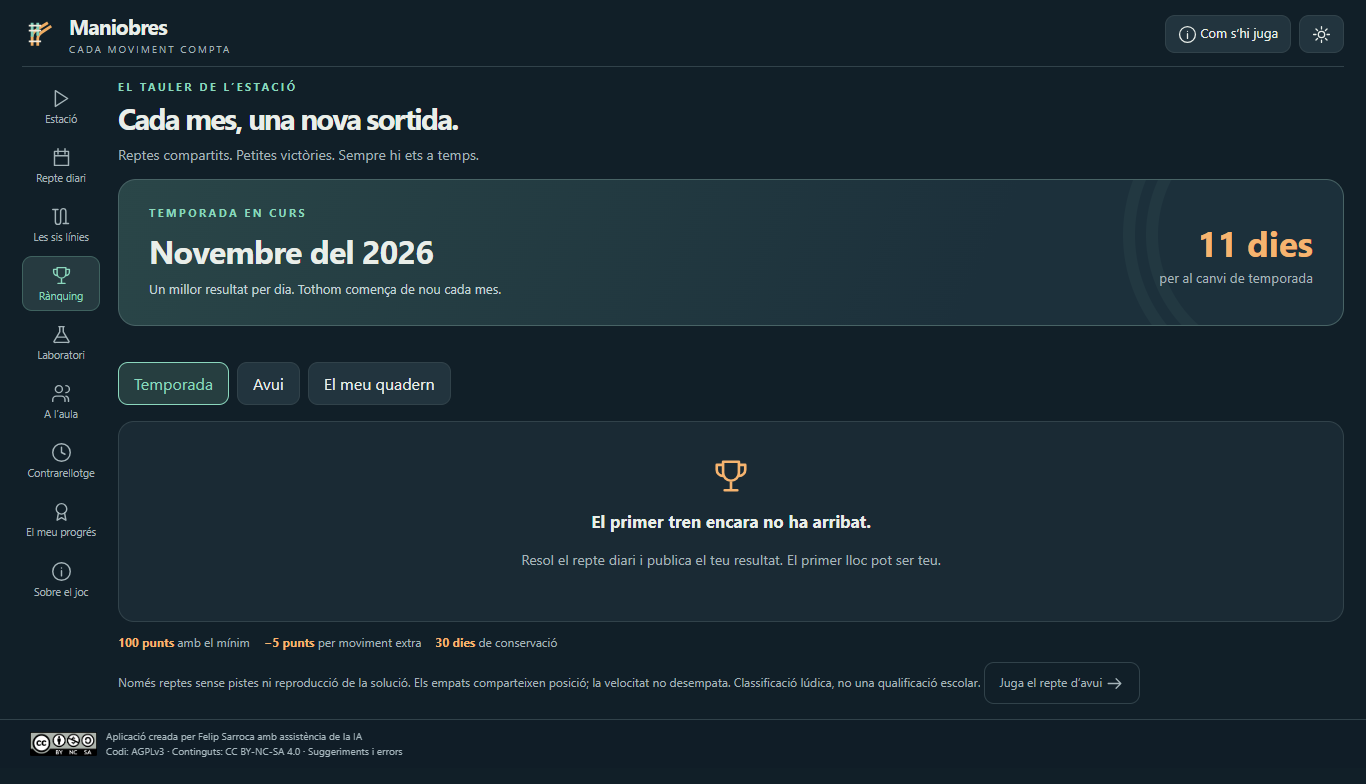 Maniobres
CADA MOVIMENT COMPTA
Com s'hi juga
Estació
Repte diari
Les sis línies
Rànquing
Laboratori
A l'aula
Contrarellotge
El meu progrés
Sobre el joc
EL TAULER DE L'ESTACIÓ
Cada mes, una nova sortida.
Reptes compartits. Petites victòries. Sempre hi ets a temps.
TEMPORADA EN CURS
Novembre del 2026
Un millor resultat per dia. Tothom comença de nou cada mes.
11 dies
per al canvi de temporada
Temporada
Avui
El meu quadern
El primer tren encara no ha arribat.
Resol el repte diari i publica el teu resultat. El primer lloc pot ser teu.
100 punts amb el mínim −5 punts per moviment extra 30 dies de conservació
Només reptes sense pistes ni reproducció de la solució. Els empats comparteixen posició; la velocitat no desempata. Classificació lúdica, no una qualificació escolar.
Juga el repte d'avui →
cc BY NC SA
Aplicació creada per Felip Sarroca amb assistència de la IA
Codi: AGPLv3 · Continguts: CC BY-NC-SA 4.0 · Suggeriments i errors